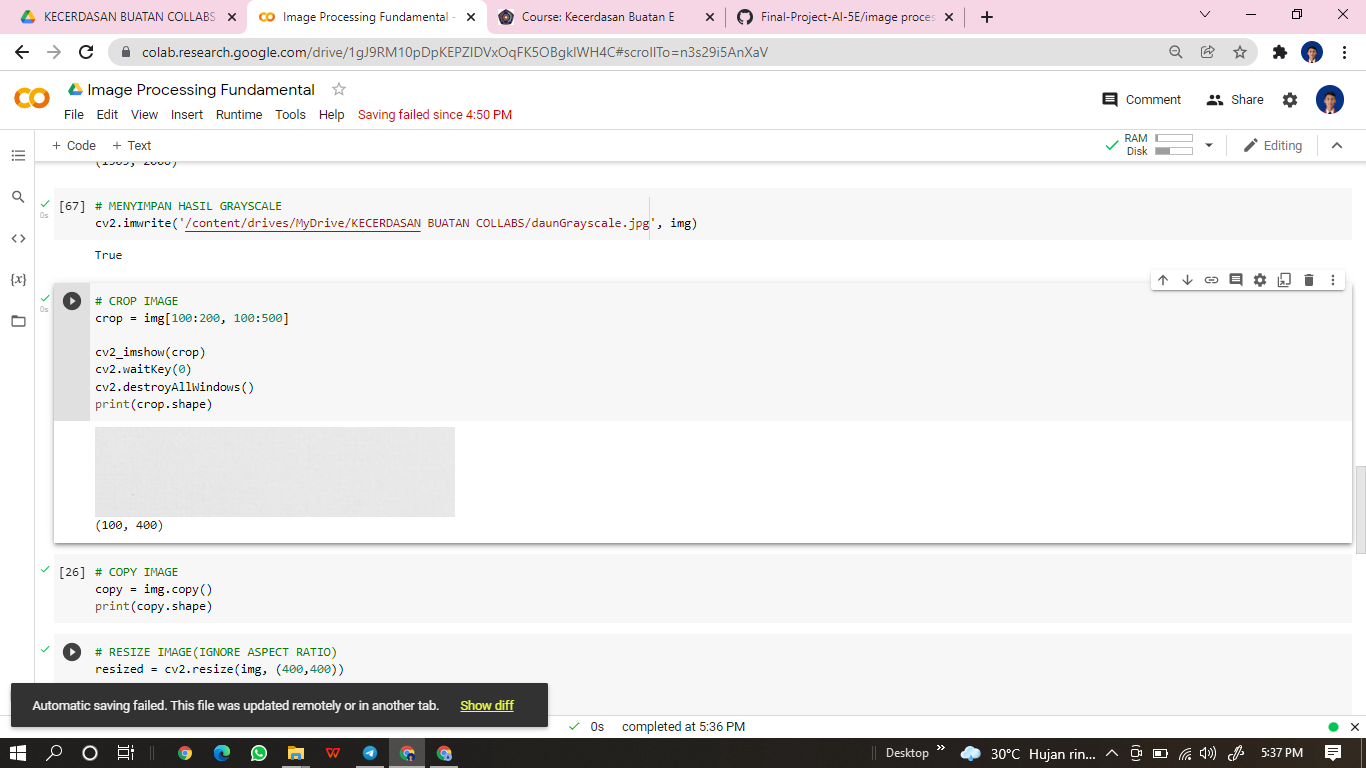 KECERDASAN BUATAN COLLABS
Image Processing Fundamental -
Course: Kecerdasan Buatan E
Final-Project-AI-5E/image proces
colab.research.google.com/drive/1gJ9RM10pDpKEPZIDVxOqFK5OBgklWH4C#scrollTo=n3s29i5AnXaV
Image Processing Fundamental
Comment
Share
File Edit View Insert Runtime Tools Help Saving failed since 4:50 PM
+ Code + Text
RAM
Disk
Editing
[67] # MENYIMPAN HASIL GRAYSCALE
0s
cv2.imwrite('/content/drives/MyDrive/KECERDASAN BUATAN COLLABS/daunGrayscale.jpg', img)
True
# CROP IMAGE
0s
crop = img[100:200, 100:500]
cv2_imshow(crop)
cv2.waitKey(0)
cv2.destroyAllWindows()
print(crop.shape)
(100, 400)
[26] # COPY IMAGE
copy = img.copy()
print(copy.shape)
# RESIZE IMAGE(IGNORE ASPECT RATIO)
resized = cv2.resize(img, (400,400))
Automatic saving failed. This file was updated remotely or in another tab. Show diff
0s completed at 5:36 PM
Desktop
30°C Hujan rin...
5:37 PM